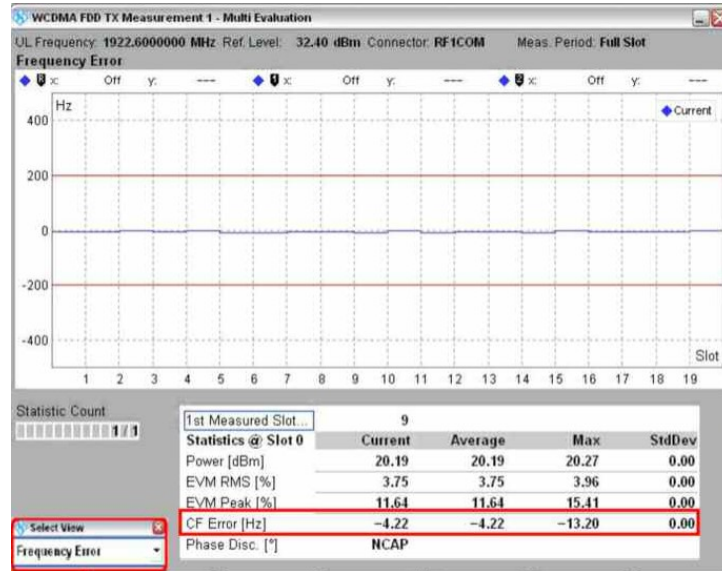 WCDMA FDD TX Measurement 1 - Multi Evaluation
UL Frequency: 1922.6000000 MHz Ref. Level: 32.40 dBm Connector: RF1COM Meas. Period: Full Slot
Frequency Error
x: Off y: --- x: Off y: --- x: Off y: ---
Hz
Current
400
200
0
-200
-400
Slot
1 2 3 4 5 6 7 8 9 10 11 12 13 14 15 16 17 18 19
Statistic Count
1 / 1
1st Measured Slot... 9
Statistics @ Slot 0 Current Average Max StdDev
Power [dBm] 20.19 20.19 20.27 0.00
EVM RMS [%] 3.75 3.75 3.96 0.00
EVM Peak [%] 11.64 11.64 15.41 0.00
CF Error [Hz] −4.22 −4.22 −13.20 0.00
Phase Disc. [°] NCAP
Select View
Frequency Error